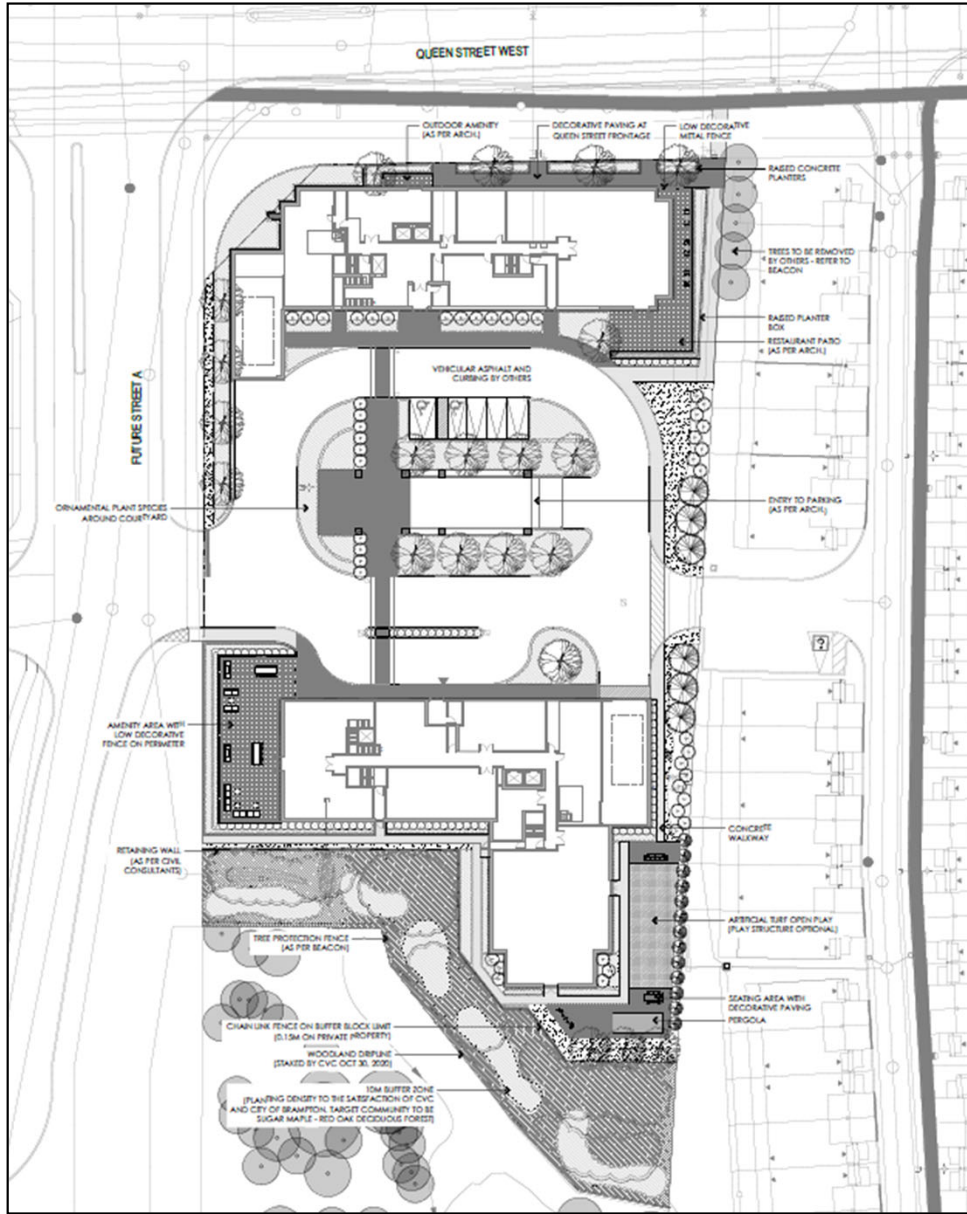 QUEEN STREET WEST
OUTDOOR AMENITY
(AS PER ARCH.)
DECORATIVE PAVING AT
QUEEN STREET FRONTAGE
LOW DECORATIVE
METAL FENCE
RAISED CONCRETE
PLANTERS
TREES TO BE REMOVED
BY OTHERS - REFER TO
BEACON
RAISED PLANTER
BOX
RESTAURANT PATIO
(AS PER ARCH.)
VEHICULAR ASPHALT AND
CURBING BY OTHERS
FUTURE STREET A
ORNAMENTAL PLANT SPECIES
AROUND COURTYARD
ENTRY TO PARKING
(AS PER ARCH.)
AMENITY AREA WITH
LOW DECORATIVE
FENCE ON PERIMETER
CONCRETE
WALKWAY
RETAINING WALL
(AS PER CIVIL
CONSULTANTS)
TREE PROTECTION FENCE
(AS PER BEACON)
ARTIFICIAL TURF OPEN PLAY
(PLAY STRUCTURE OPTIONAL)
SEATING AREA WITH
DECORATIVE PAVING
PERGOLA
CHAIN LINK FENCE ON BUFFER BLOCK LIMIT
(0.15M ON PRIVATE PROPERTY)
WOODLAND DRIPLINE
(STAKED BY CVC OCT 30, 2020)
10M BUFFER ZONE
(PLANTING DENSITY TO THE SATISFACTION OF CVC
AND CITY OF BRAMPTON. TARGET COMMUNITY TO BE
SUGAR MAPLE - RED OAK DECIDUOUS FOREST)